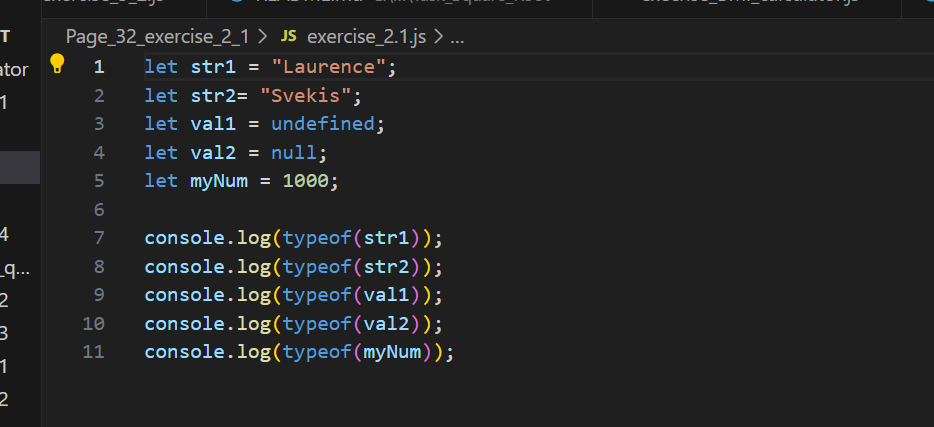 Page_32_exercise_2_1 > JS exercise_2.1.js > ...
1 let str1 = "Laurence";
2 let str2= "Svekis";
3 let val1 = undefined;
4 let val2 = null;
5 let myNum = 1000;
6
7 console.log(typeof(str1));
8 console.log(typeof(str2));
9 console.log(typeof(val1));
10 console.log(typeof(val2));
11 console.log(typeof(myNum));
T
ator
1
4
_q...
2
3
1
2